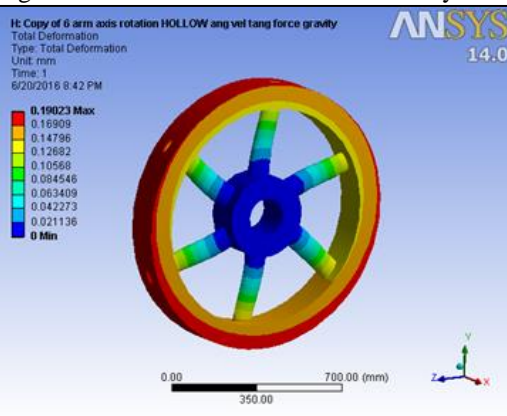 H: Copy of 6 arm axis rotation HOLLOW ang vel tang force gravity
Total Deformation
Type: Total Deformation
Unit: mm
Time: 1
6/20/2016 8:42 PM
ANSYS
14.0
0.19023 Max
0.16909
0.14796
0.12682
0.10568
0.084546
0.063409
0.042273
0.021136
0 Min
0.00
700.00 (mm)
350.00
Y
Z
X